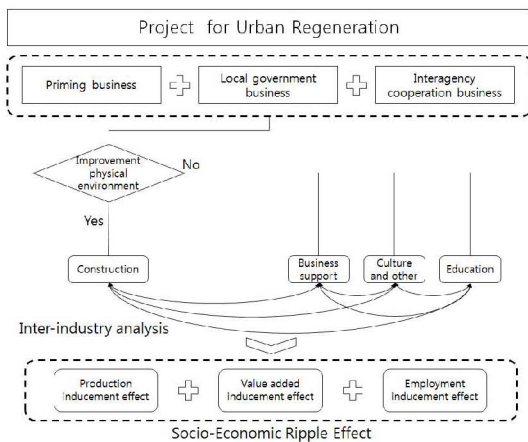 Project for Urban Regeneration
Priming business
Local government
business
Interagency
cooperation business
Improvement
physical
environment
No
Yes
Construction
Business
support
Culture
and other
Education
Inter-industry analysis
Production
inducement effect
Value added
inducement effect
Employment
inducement effect
Socio-Economic Ripple Effect